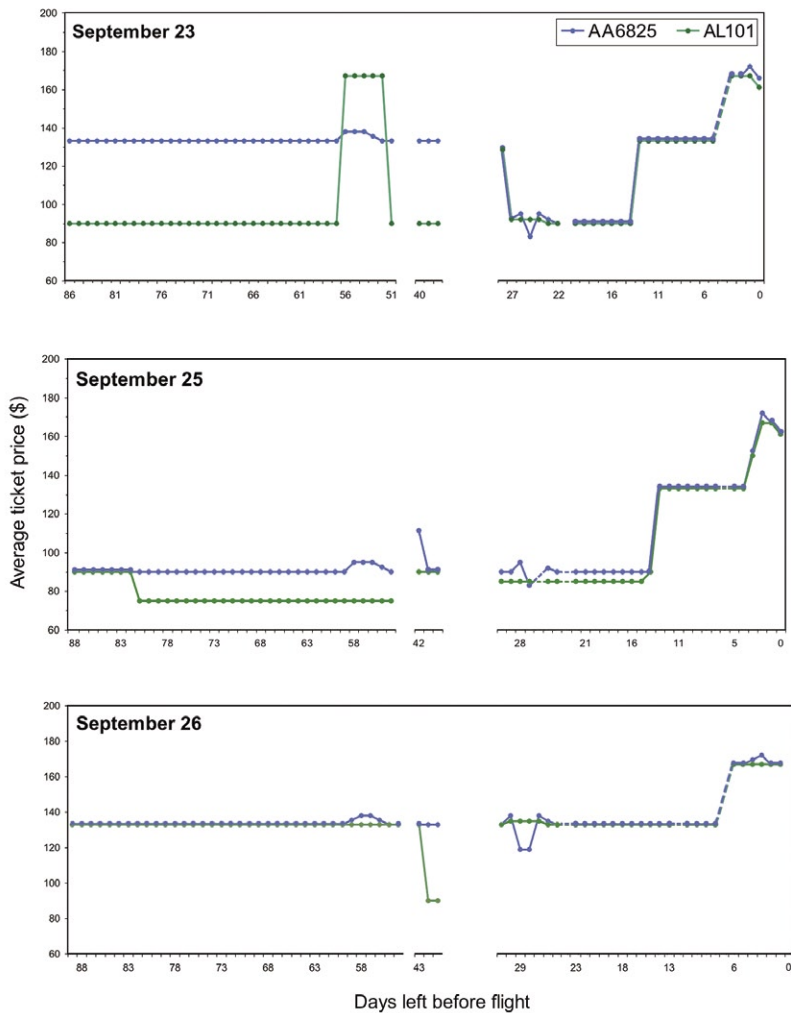 September 23
AA6825 AL101
200
180
160
140
120
100
80
60
86 81 76 71 66 61 56 51 40 27 22 11 6 0
September 25
200
180
160
140
120
100
80
60
88 83 78 73 68 63 58 42 28 21 16 11 5 0
Average ticket price ($)
September 26
200
180
160
140
120
100
80
60
88 83 78 73 68 63 58 43 29 23 18 13 6 0
Days left before flight